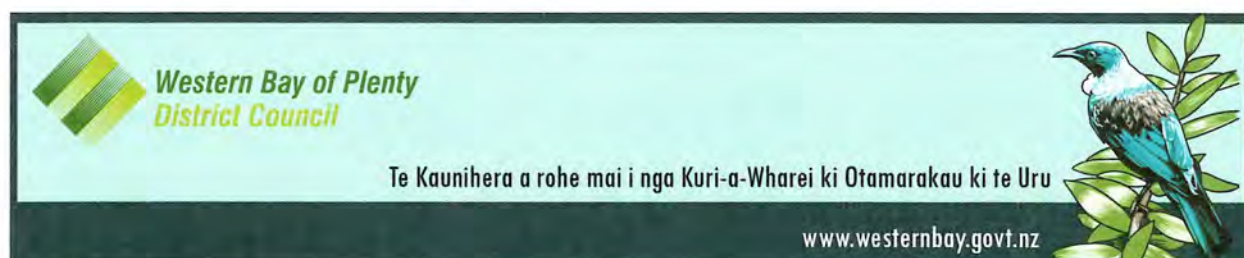 Western Bay of Plenty
District Council
Te Kaunihera a rohe mai i nga Kuri-a-Wharei ki Otamarakau ki te Uru
www.westernbay.govt.nz